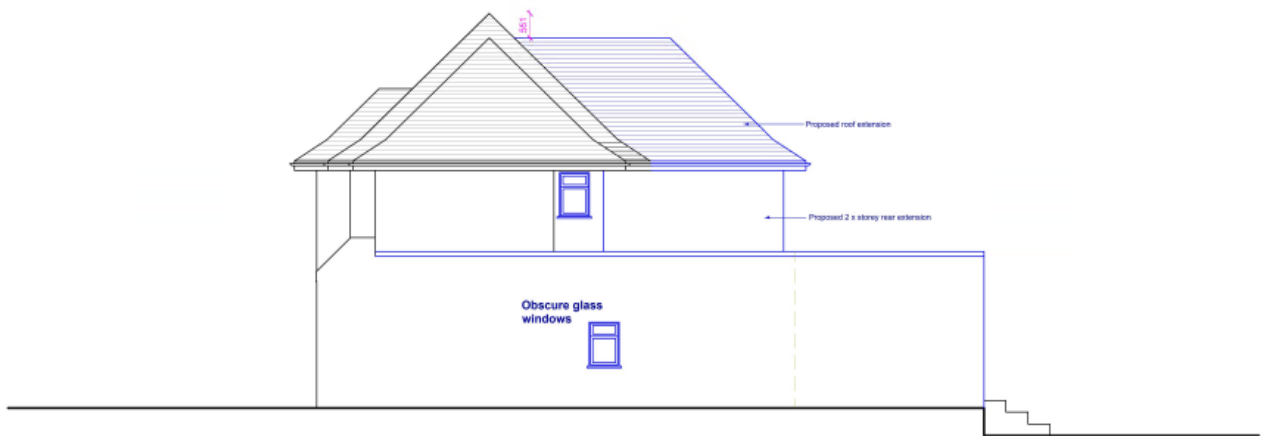 551
Proposed roof extension
Proposed 2 x storey rear extension
Obscure glass
windows